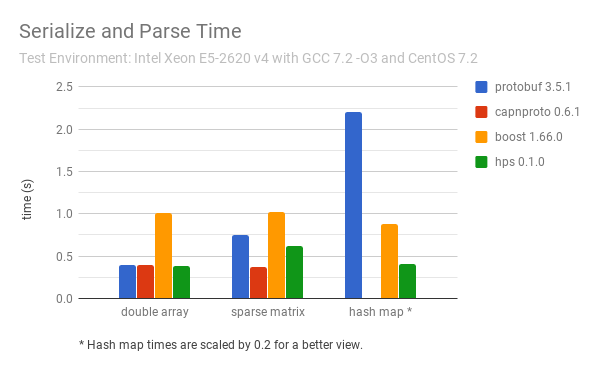 Serialize and Parse Time
Test Environment: Intel Xeon E5-2620 v4 with GCC 7.2 -O3 and CentOS 7.2
2.5
2.0
1.5
1.0
0.5
0.0
time (s)
double array
sparse matrix
hash map *
protobuf 3.5.1
capnproto 0.6.1
boost 1.66.0
hps 0.1.0
* Hash map times are scaled by 0.2 for a better view.